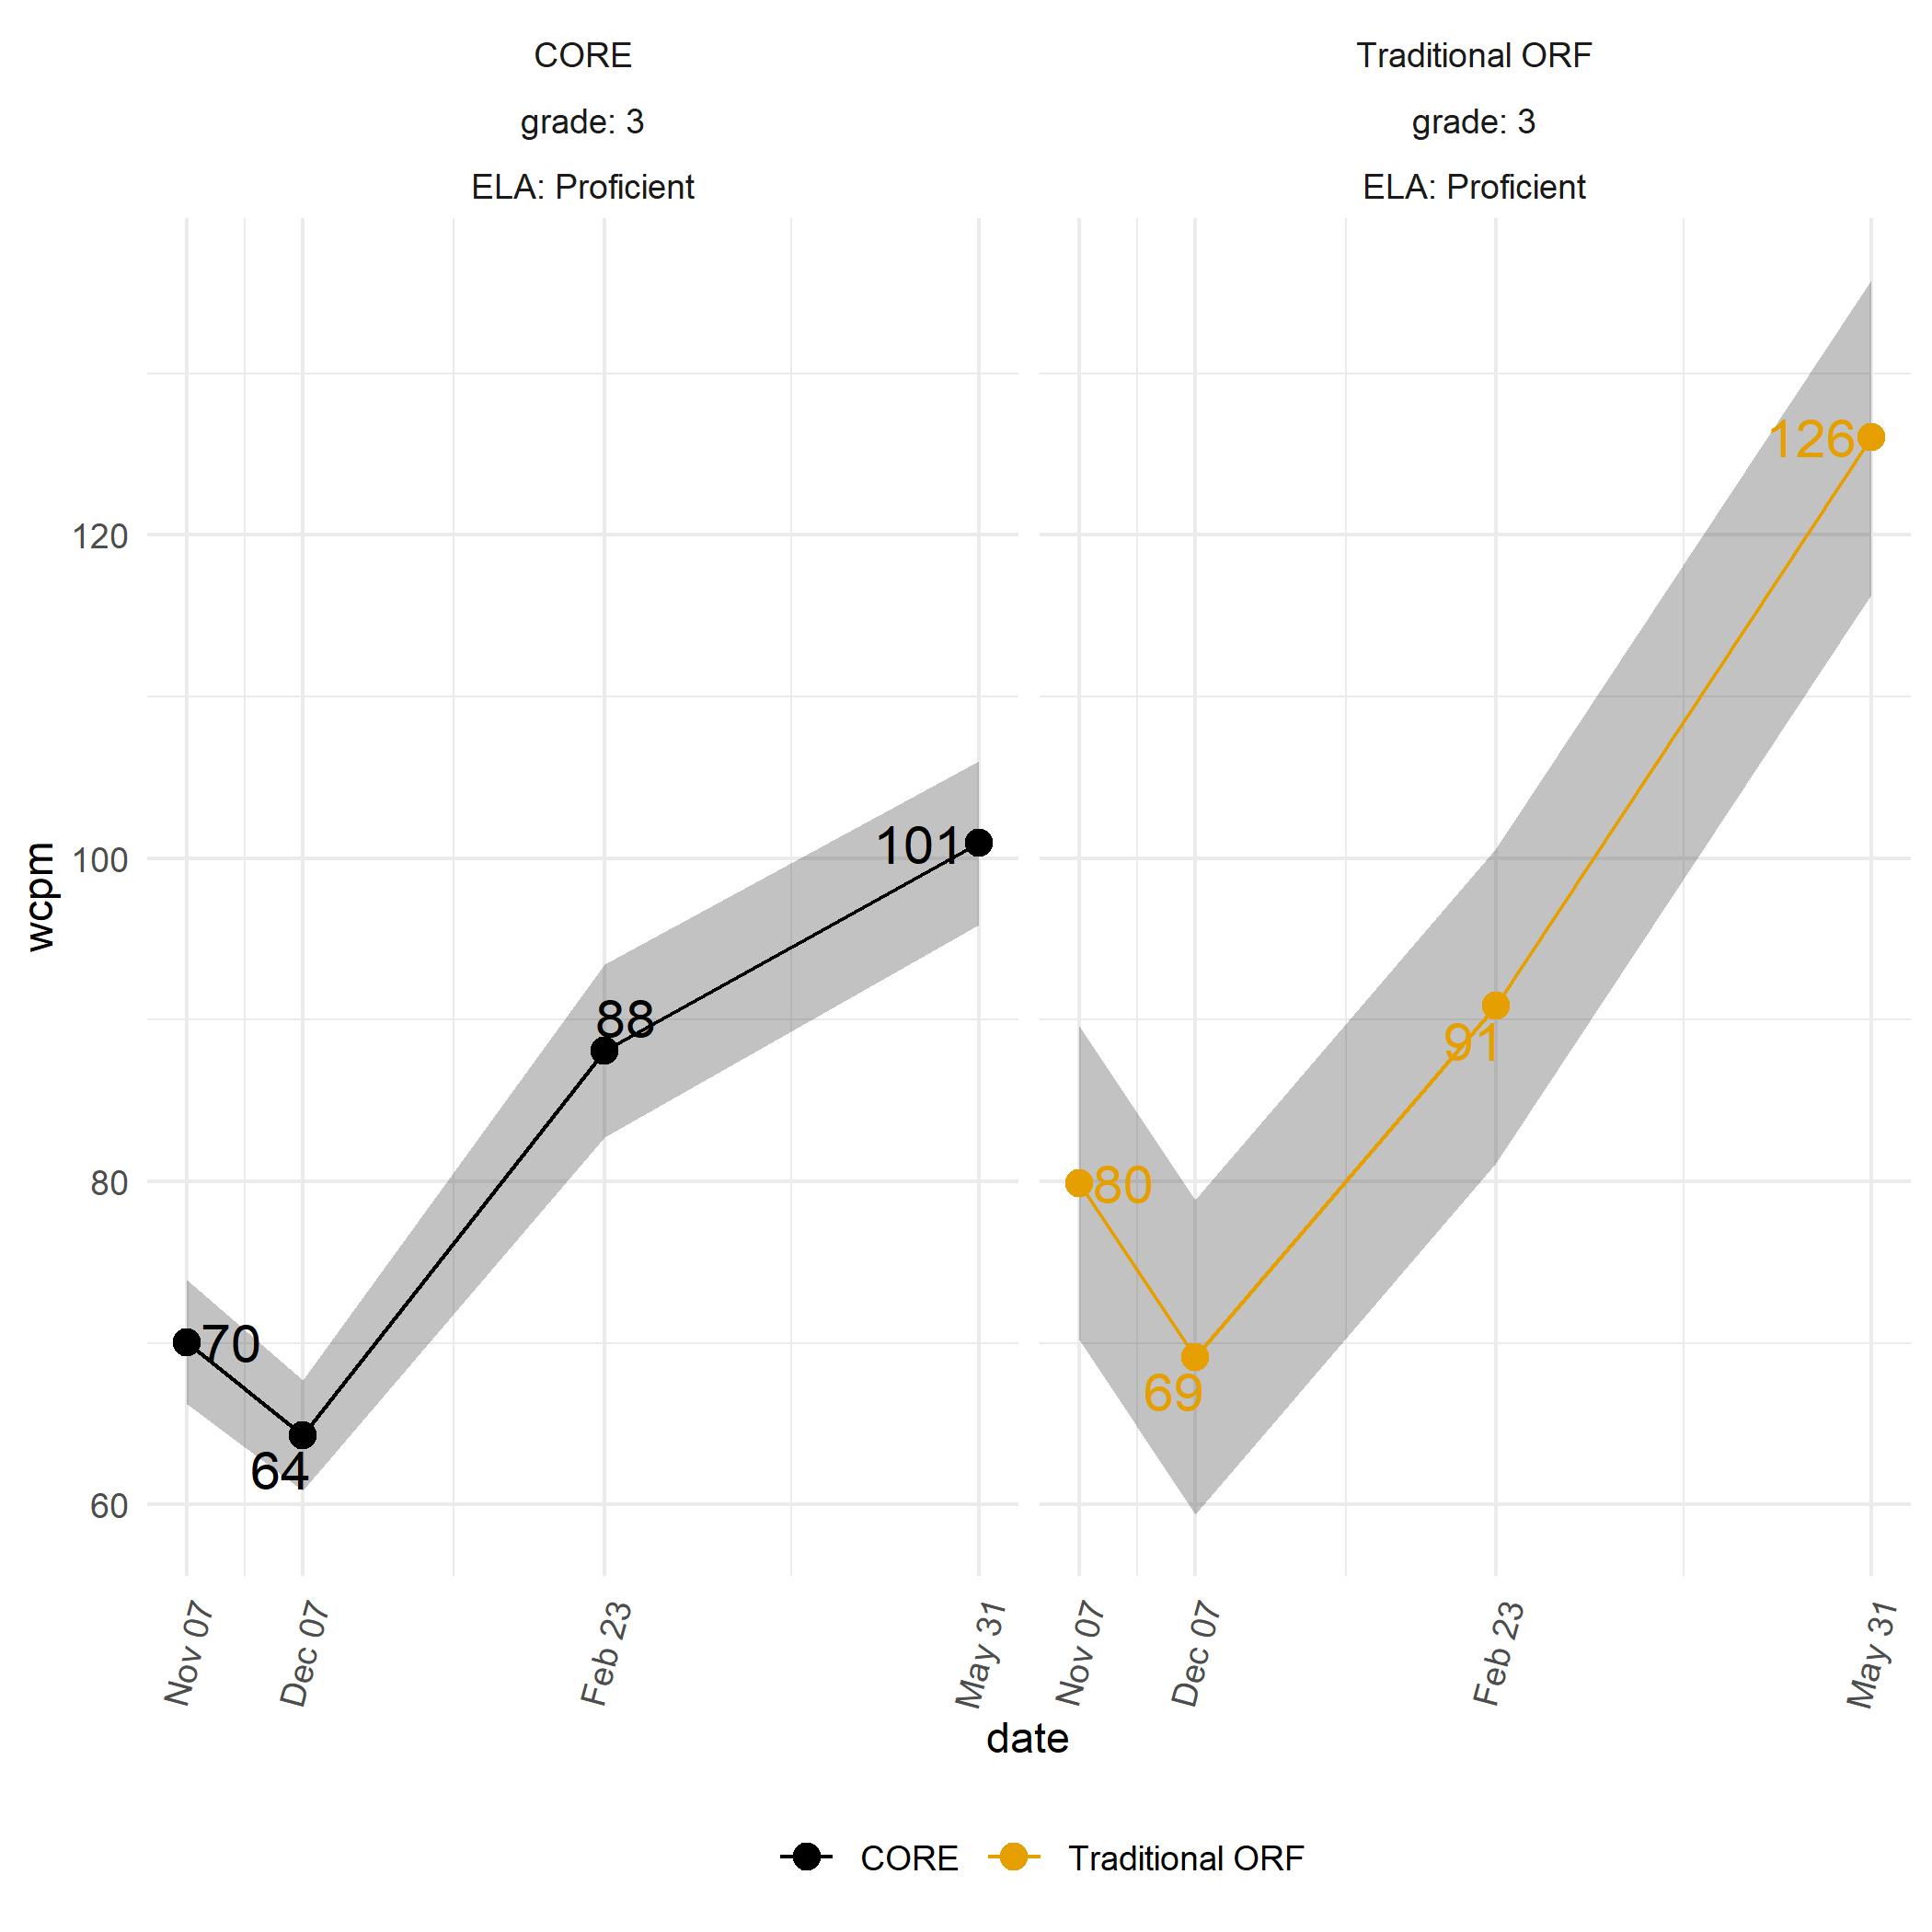 CORE
grade: 3
ELA: Proficient
Traditional ORF
grade: 3
ELA: Proficient
wcpm
120
100
80
60
70
64
88
101
80
69
91
126
Nov 07
Dec 07
Feb 23
May 31
Nov 07
Dec 07
Feb 23
May 31
date
CORE
Traditional ORF